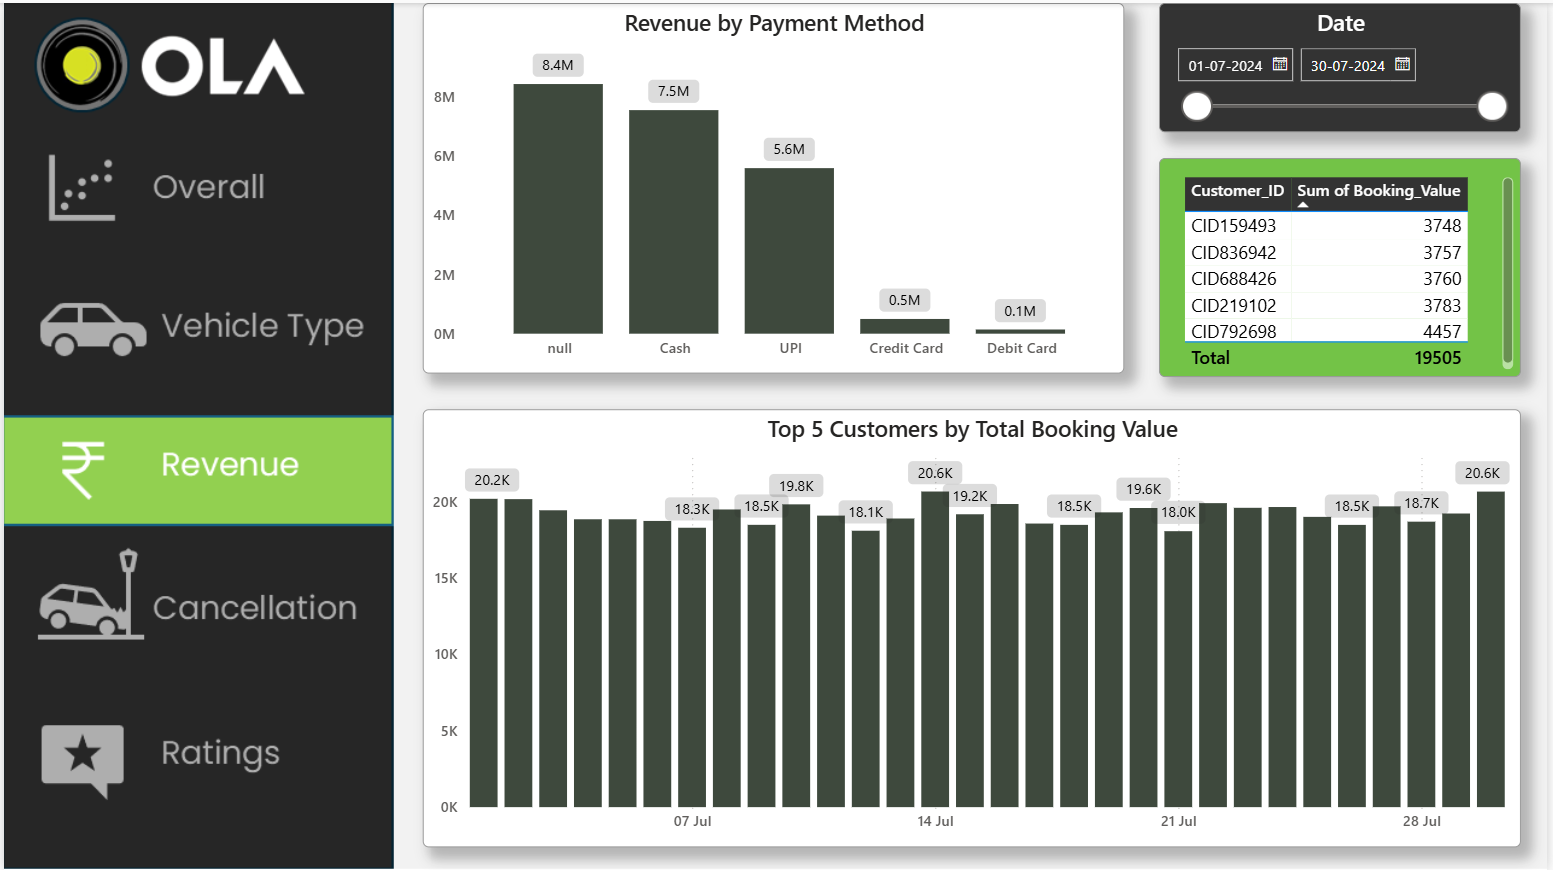 OLA
Overall
Vehicle Type
Revenue
Cancellation
Ratings
Revenue by Payment Method
8.4M
7.5M
5.6M
0.5M
0.1M
8M
6M
4M
2M
0M
null Cash UPI Credit Card Debit Card
Date
01-07-2024 30-07-2024
Customer_ID Sum of Booking_Value
CID159493 3748
CID836942 3757
CID688426 3760
CID219102 3783
CID792698 4457
Total 19505
Top 5 Customers by Total Booking Value
20.2K 18.3K 18.5K 19.8K 18.1K 20.6K 19.2K 18.5K 19.6K 18.0K 18.5K 18.7K 20.6K
20K
15K
10K
5K
0K
07 Jul 14 Jul 21 Jul 28 Jul